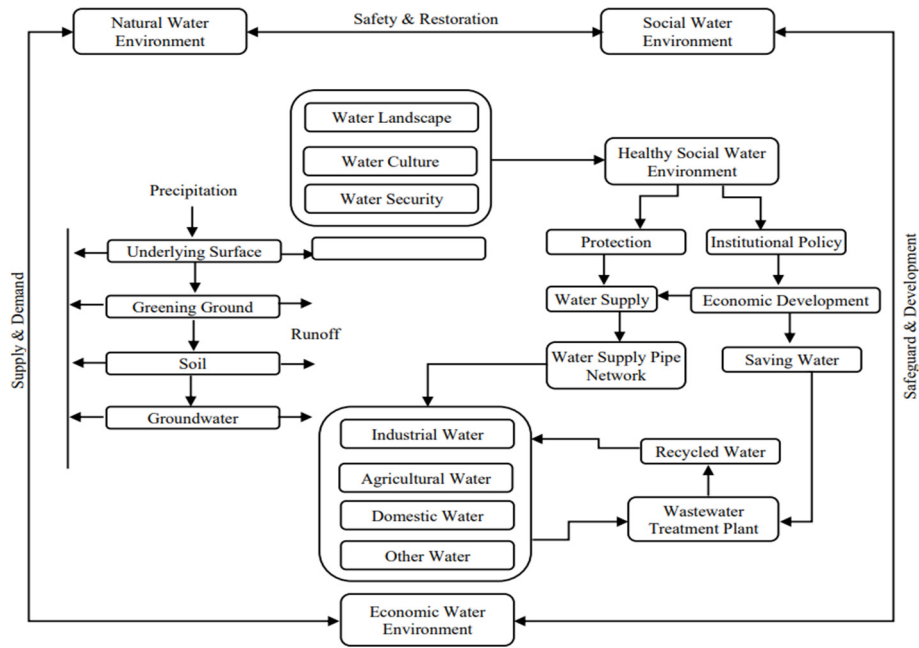 Natural Water
Environment
Safety & Restoration
Social Water
Environment
Water Landscape
Water Culture
Water Security
Healthy Social Water
Environment
Precipitation
Underlying Surface
Greening Ground
Runoff
Soil
Groundwater
Protection
Institutional Policy
Water Supply
Economic Development
Water Supply Pipe
Network
Saving Water
Supply & Demand
Safeguard & Development
Industrial Water
Agricultural Water
Domestic Water
Other Water
Recycled Water
Wastewater
Treatment Plant
Economic Water
Environment